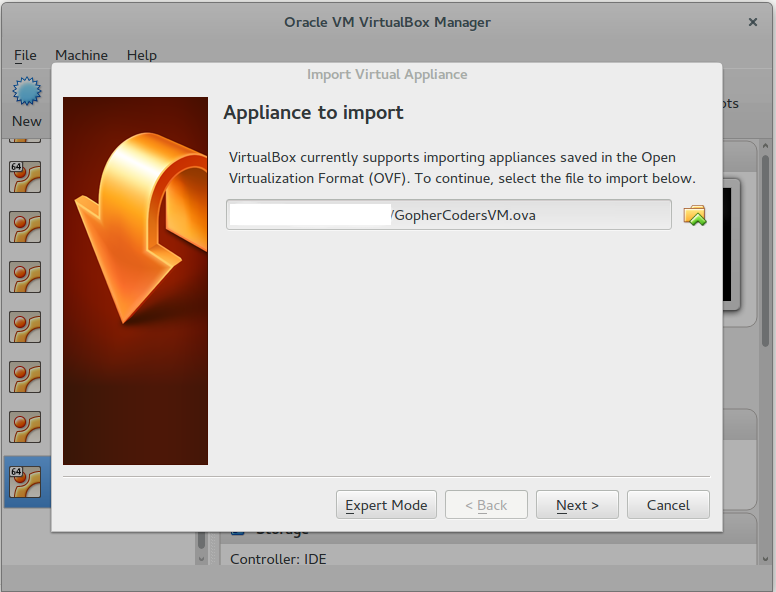 Oracle VM VirtualBox Manager
File Machine Help
Import Virtual Appliance
New
64
Appliance to import
VirtualBox currently supports importing appliances saved in the Open
Virtualization Format (OVF). To continue, select the file to import below.
/GopherCodersVM.ova
64
Expert Mode < Back Next > Cancel
Controller: IDE